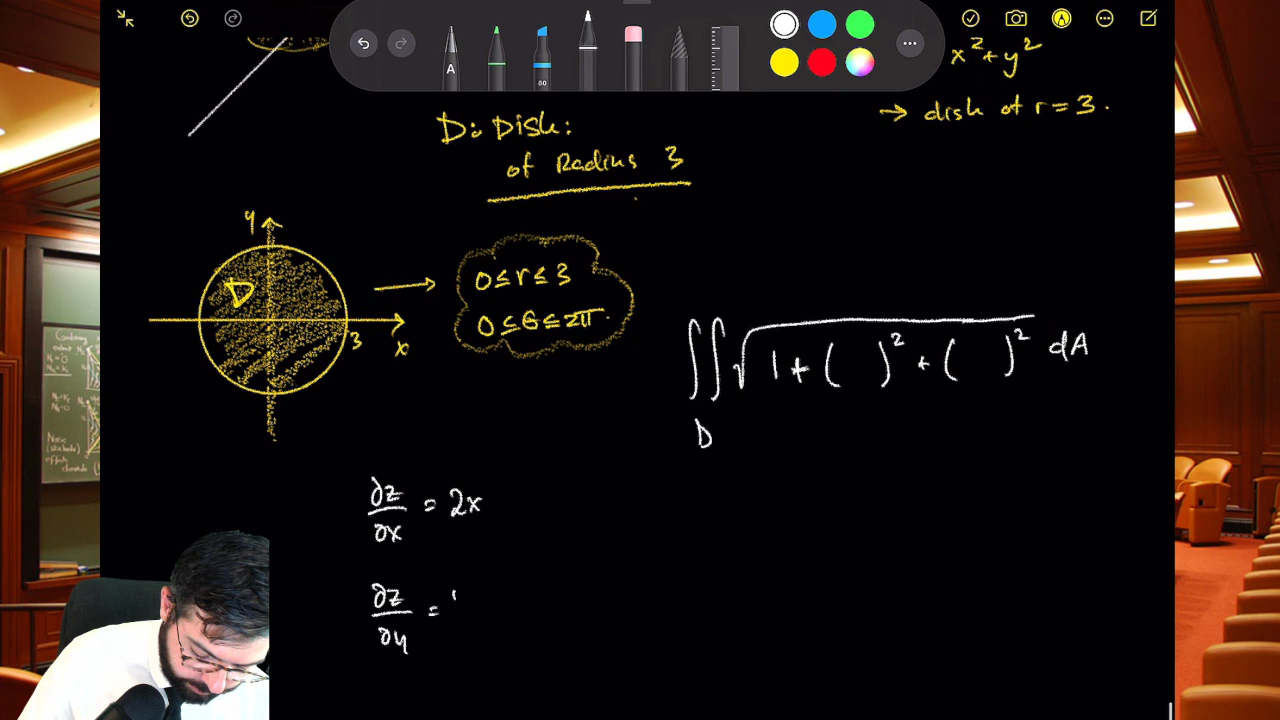 x² + y²
→ disk of r = 3.
D: Disk:
of Radius 3
y
D
3
x
0 ≤ r ≤ 3
0 ≤ θ ≤ 2π.
∬ √(1 + ( )² + ( )²) dA
D
∂z/∂x = 2x
∂z/∂y =
A
80